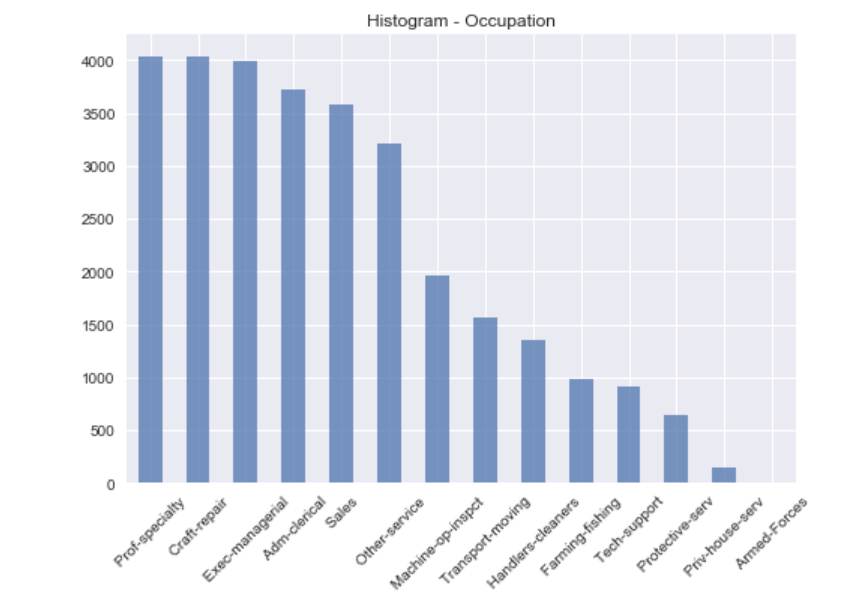 Histogram - Occupation
4000
3500
3000
2500
2000
1500
1000
500
0
Prof-specialty
Craft-repair
Exec-managerial
Adm-clerical
Sales
Other-service
Machine-op-inspct
Transport-moving
Handlers-cleaners
Farming-fishing
Tech-support
Protective-serv
Priv-house-serv
Armed-Forces